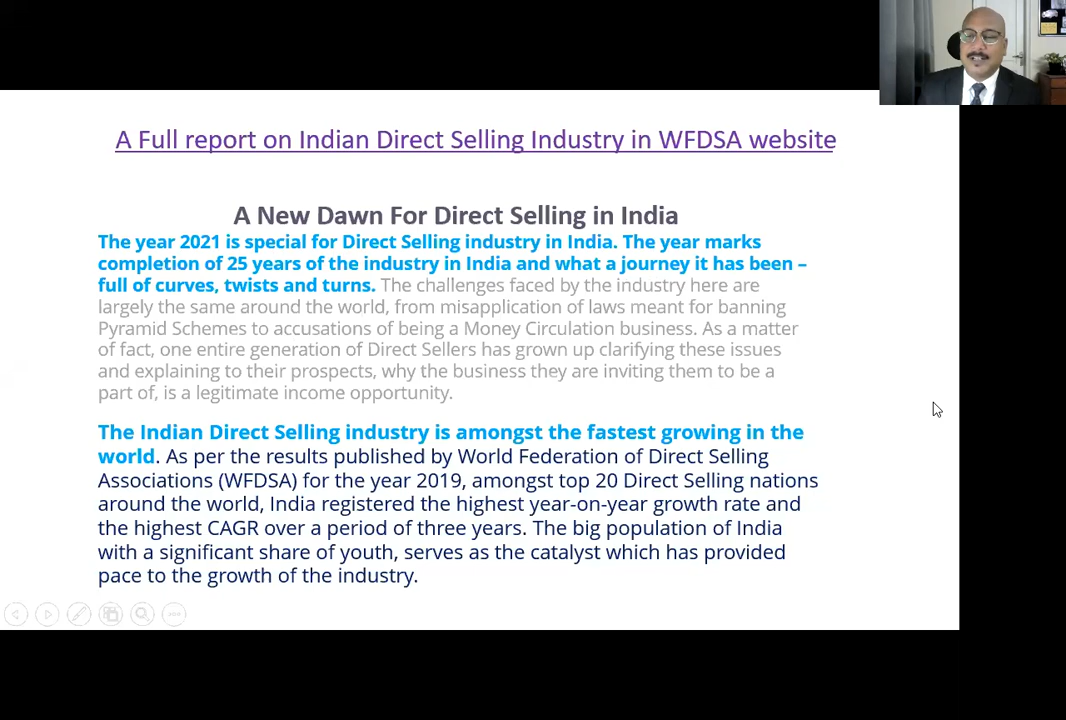 A Full report on Indian Direct Selling Industry in WFDSA website
A New Dawn For Direct Selling in India
The year 2021 is special for Direct Selling industry in India. The year marks
completion of 25 years of the industry in India and what a journey it has been –
full of curves, twists and turns. The challenges faced by the industry here are
largely the same around the world, from misapplication of laws meant for banning
Pyramid Schemes to accusations of being a Money Circulation business. As a matter
of fact, one entire generation of Direct Sellers has grown up clarifying these issues
and explaining to their prospects, why the business they are inviting them to be a
part of, is a legitimate income opportunity.
The Indian Direct Selling industry is amongst the fastest growing in the
world. As per the results published by World Federation of Direct Selling
Associations (WFDSA) for the year 2019, amongst top 20 Direct Selling nations
around the world, India registered the highest year-on-year growth rate and
the highest CAGR over a period of three years. The big population of India
with a significant share of youth, serves as the catalyst which has provided
pace to the growth of the industry.